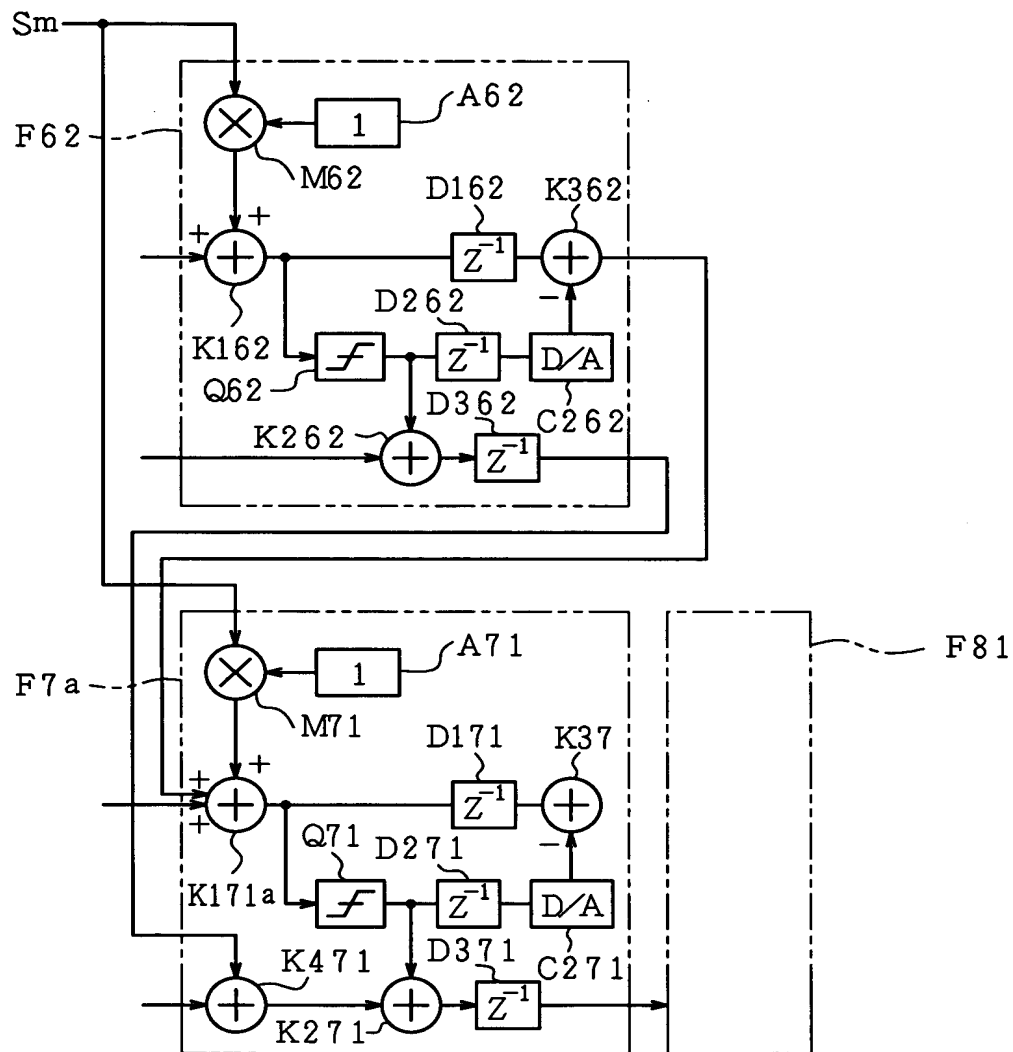 Sm
A62
1
F62
M62
D162
K362
+
+
+
Z⁻¹
+
−
D262
K162
Z⁻¹
D/A
Q62
D362
C262
K262
+
Z⁻¹
A71
F81
1
F7a
M71
D171
K37
+
+
+
Z⁻¹
+
+
Q71
−
D271
K171a
Z⁻¹
D/A
D371
K471
C271
+
+
Z⁻¹
K271